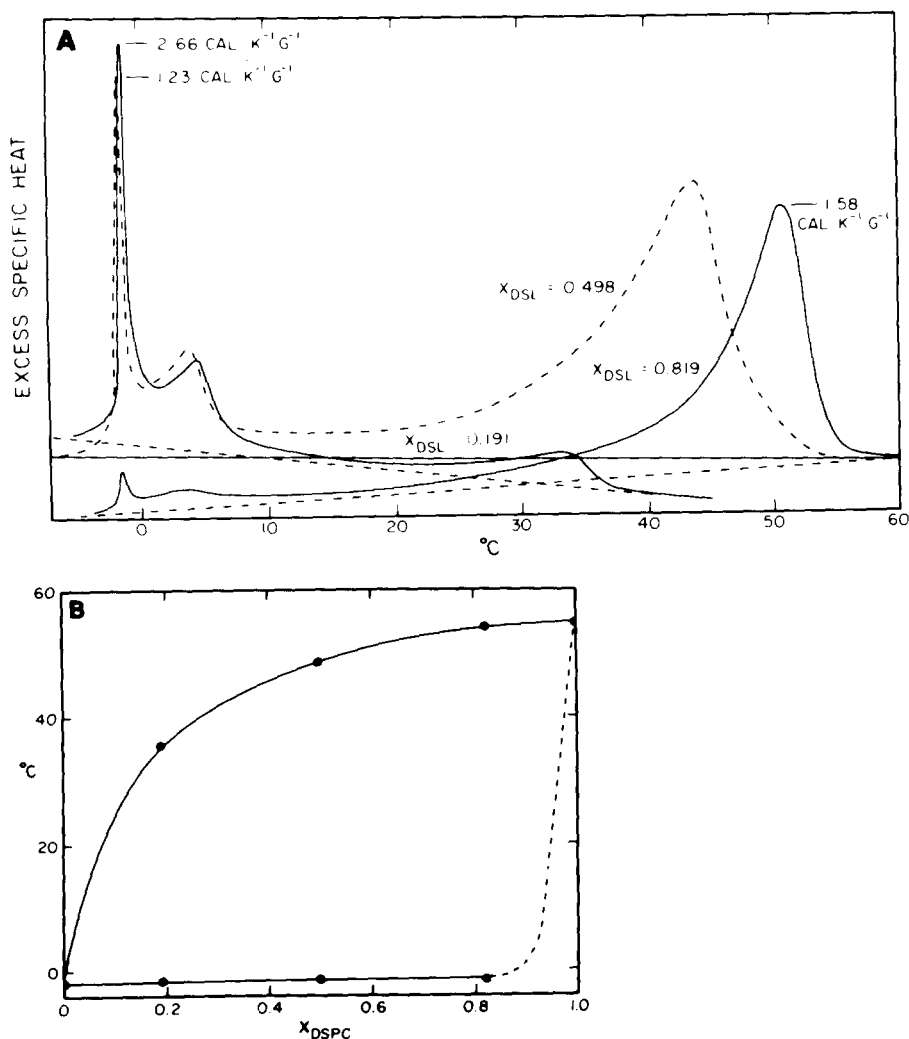 A
2 66 CAL K⁻¹G⁻¹
1.23 CAL K⁻¹G⁻¹
1.58
CAL K⁻¹G⁻¹
X_DSL = 0 498
X_DSL = 0.819
X_DSL = 0.191
EXCESS SPECIFIC HEAT
0 10 20 30 40 50 60
°C
B
60
40
°C
20
0
0 0.2 0.4 0.6 0.8 1.0
X_DSPC